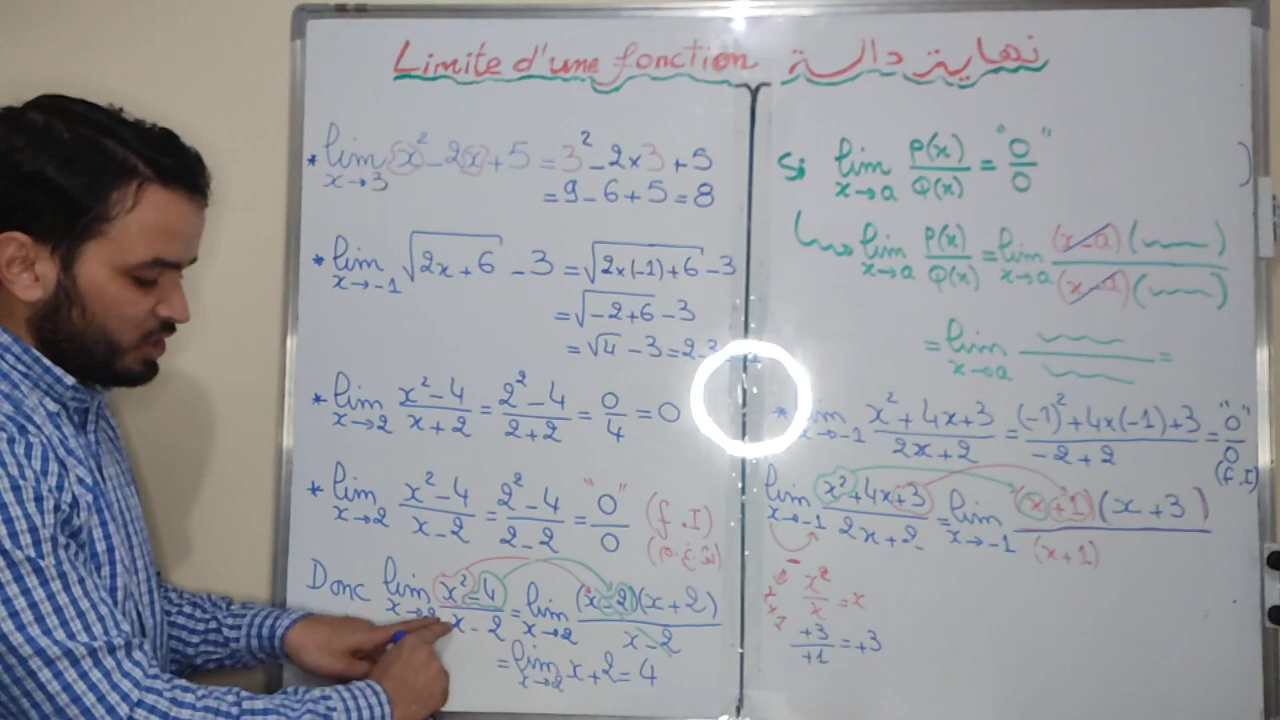 Limite d'une fonction نهاية دالة
* lim x→3 x² - 2x + 5 = 3² - 2×3 + 5
= 9 - 6 + 5 = 8
* lim x→-1 √(2x + 6) - 3 = √(2×(-1) + 6) - 3
= √(-2 + 6) - 3
= √4 - 3 = 2 - 3
* lim x→2 (x² - 4)/(x + 2) = (2² - 4)/(2 + 2) = 0/4 = 0
* lim x→2 (x² - 4)/(x - 2) = (2² - 4)/(2 - 2) = "0/0" (f.I)
Donc lim x→2 (x² - 4)/(x - 2) = lim x→2 (x - 2)(x + 2)/(x - 2)
= lim x→2 x + 2 = 4
Si lim x→a P(x)/Q(x) = "0/0"
↳ lim x→a P(x)/Q(x) = lim x→a (x - a)( )/(x - a)( )
= lim x→a =
* lim x→-1 (x² + 4x + 3)/(2x + 2) = ((-1)² + 4×(-1) + 3)/(-2 + 2) = "0/0" (f.I)
lim x→-1 (x² + 4x + 3)/(2x + 2) = lim x→-1 (x + 1)(x + 3)/(x + 1)
x²/x = x
+3/+1 = +3